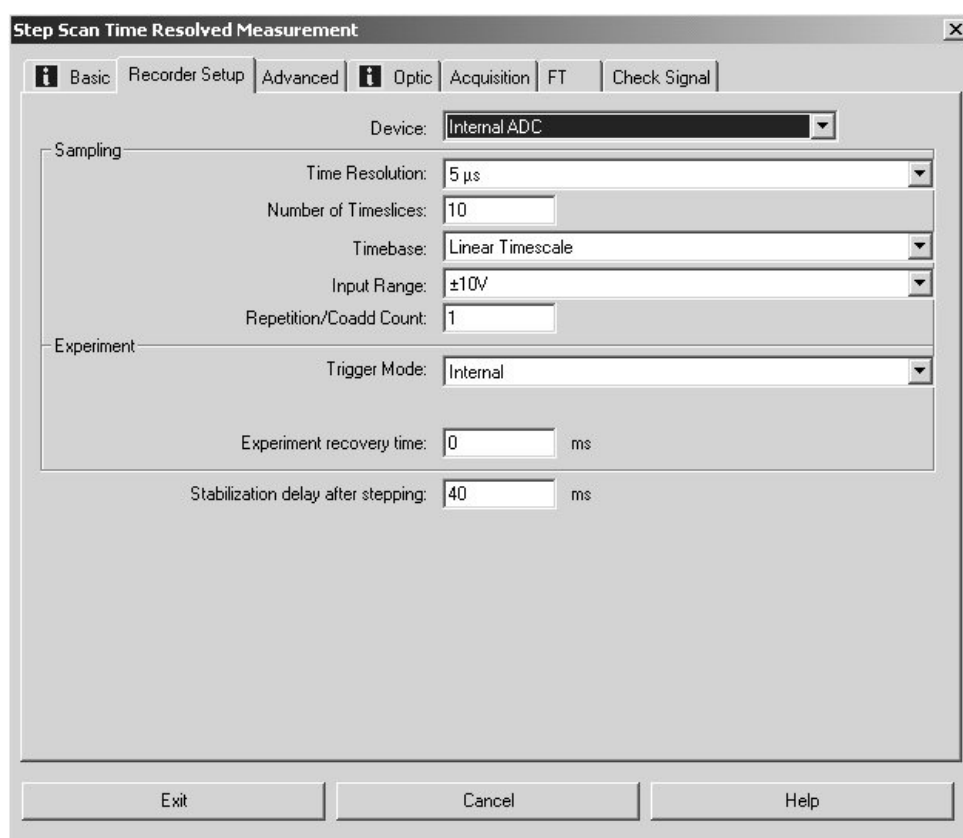 Step Scan Time Resolved Measurement
Basic Recorder Setup Advanced Optic Acquisition FT Check Signal
Device: Internal ADC
Sampling
Time Resolution: 5 µs
Number of Timeslices: 10
Timebase: Linear Timescale
Input Range: ±10V
Repetition/Coadd Count: 1
Experiment
Trigger Mode: Internal
Experiment recovery time: 0 ms
Stabilization delay after stepping: 40 ms
Exit Cancel Help